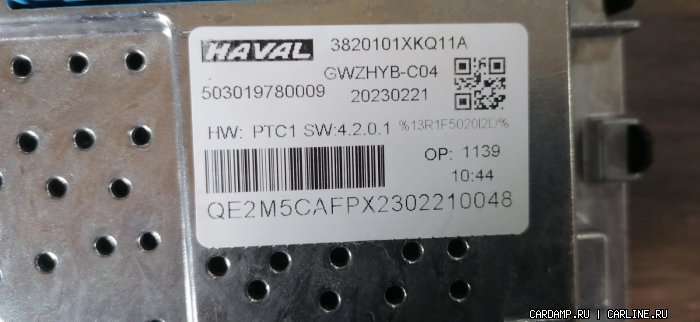 HAVAL 3820101XKQ11A
GWZHYB-C04
503019780009 20230221
HW: PTC1 SW:4.2.0.1 %13R1F5020I2D%
OP: 1139
10:44
QE2M5CAFPX2302210048
CARDAMP.RU | CARLINE.RU